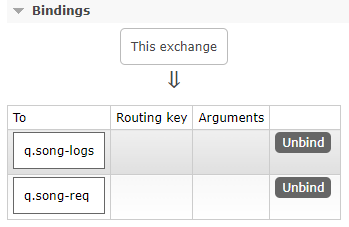 Bindings
This exchange
⇓
To Routing key Arguments
q.song-logs Unbind
q.song-req Unbind